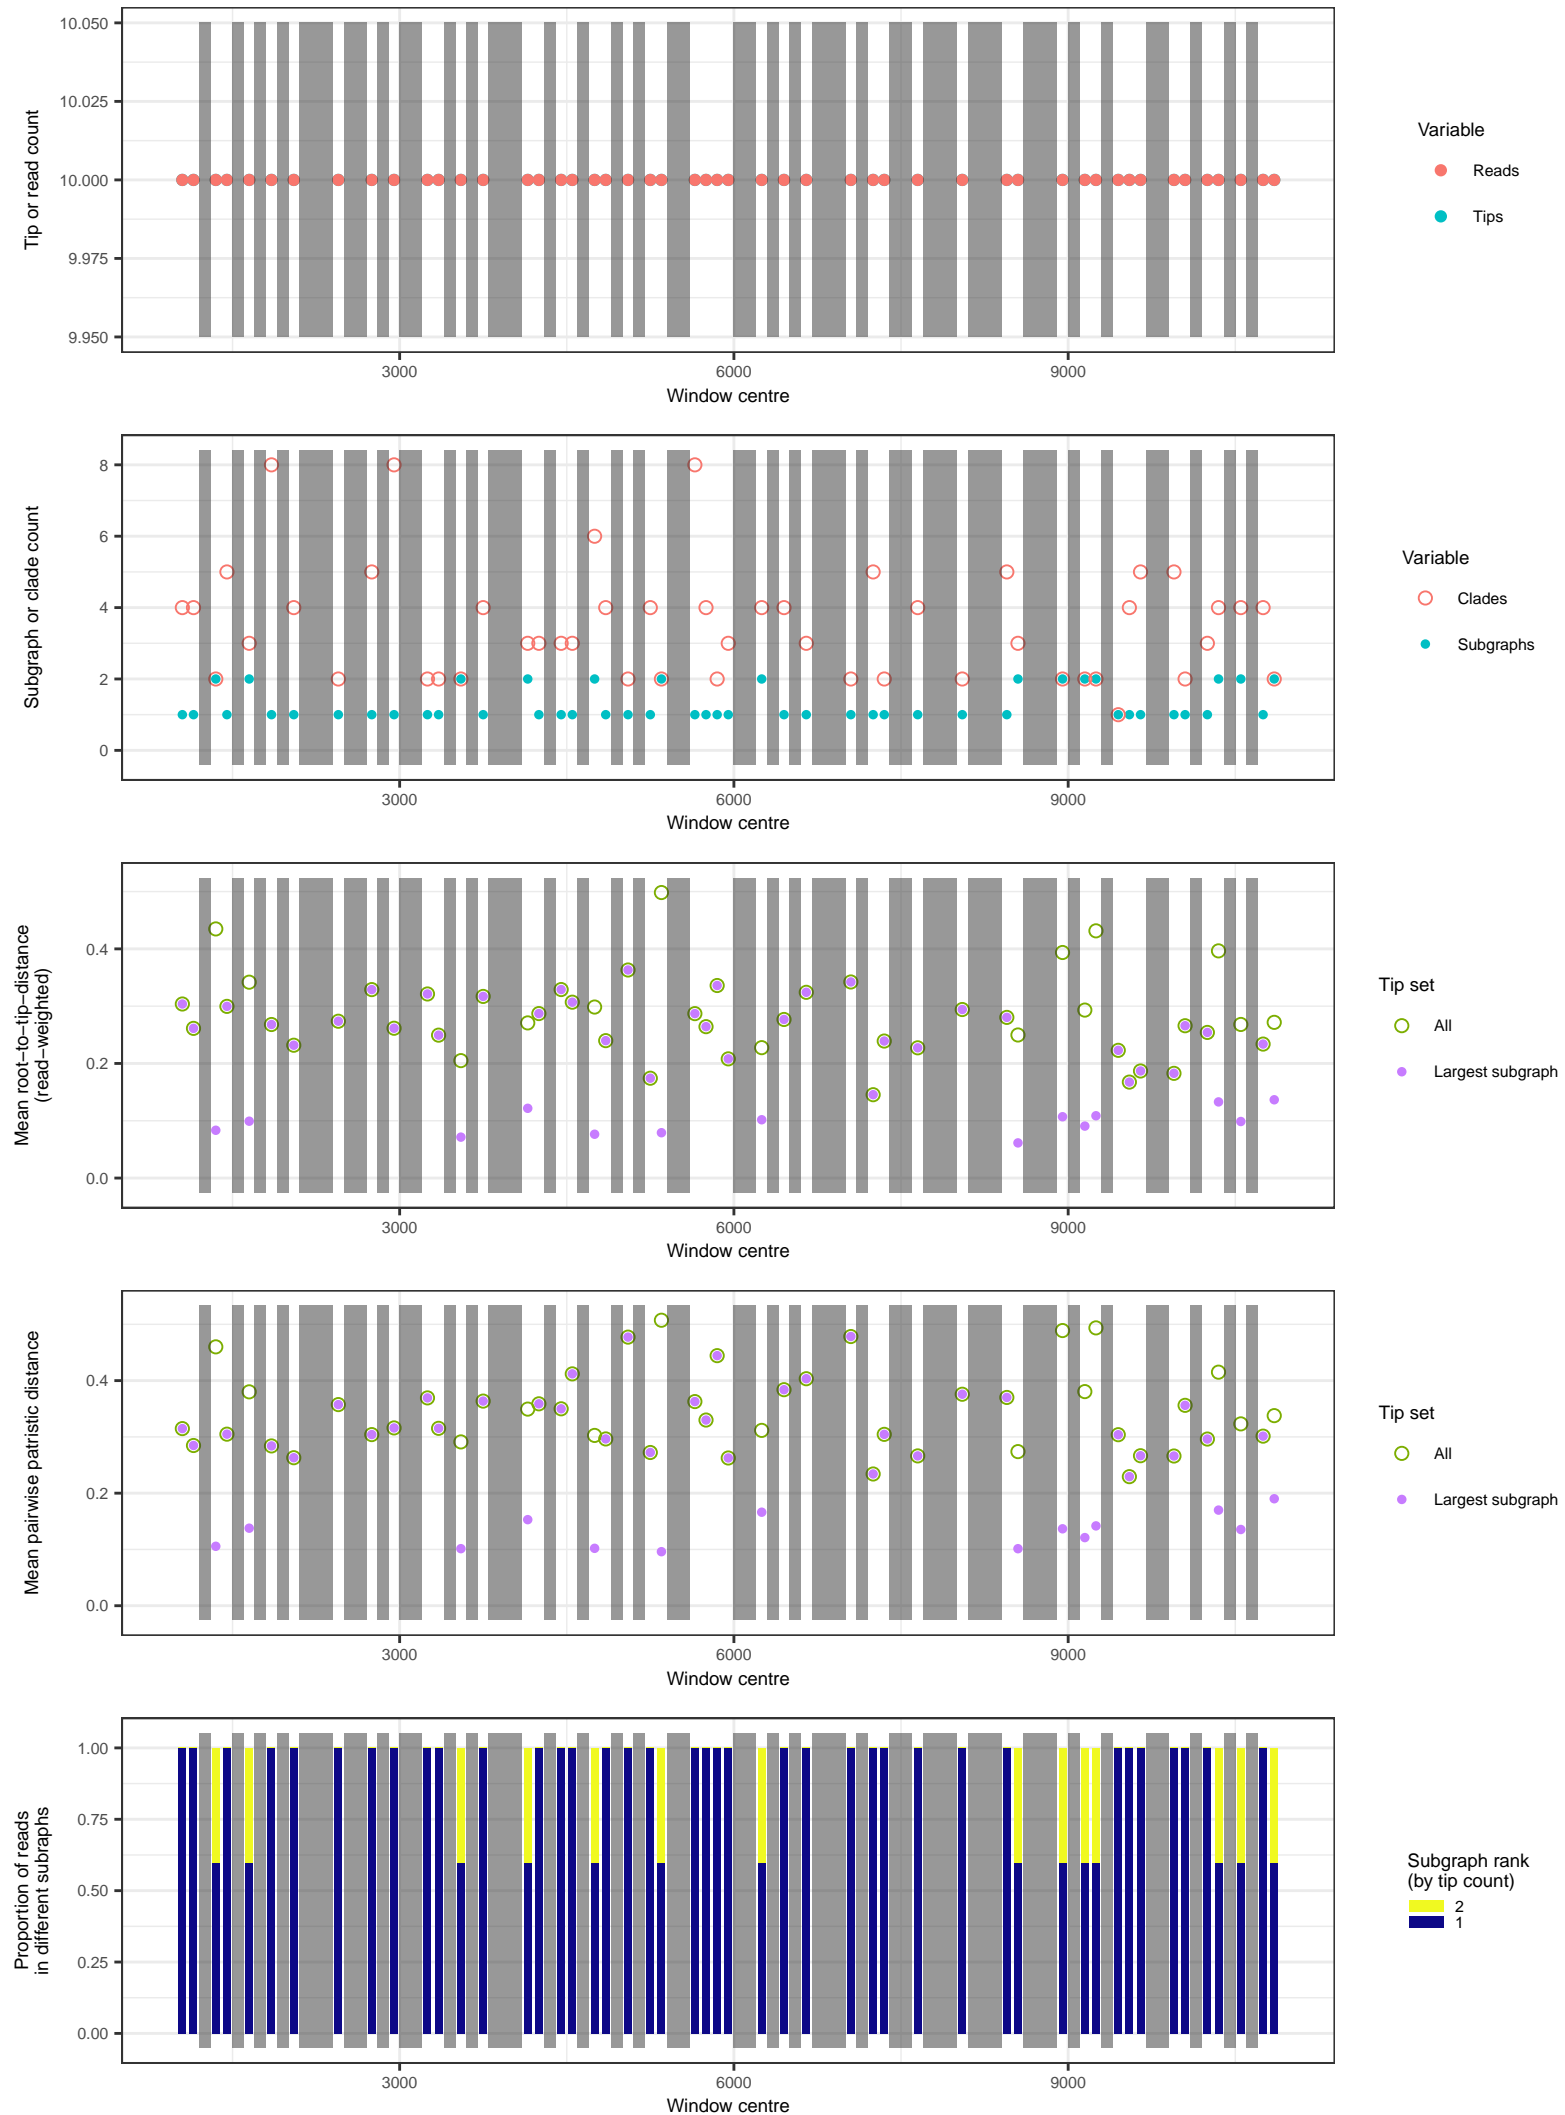 10.050
10.025
10.000
9.975
9.950
Tip or read count
3000
6000
9000
Window centre
Variable
Reads
Tips
8
6
4
2
0
Subgraph or clade count
3000
6000
9000
Window centre
Variable
Clades
Subgraphs
0.4
0.2
0.0
Mean root−to−tip−distance
(read−weighted)
3000
6000
9000
Window centre
Tip set
All
Largest subgraph
0.4
0.2
0.0
Mean pairwise patristic distance
3000
6000
9000
Window centre
Tip set
All
Largest subgraph
1.00
0.75
0.50
0.25
0.00
Proportion of reads
in different subraphs
3000
6000
9000
Window centre
Subgraph rank
(by tip count)
2
1